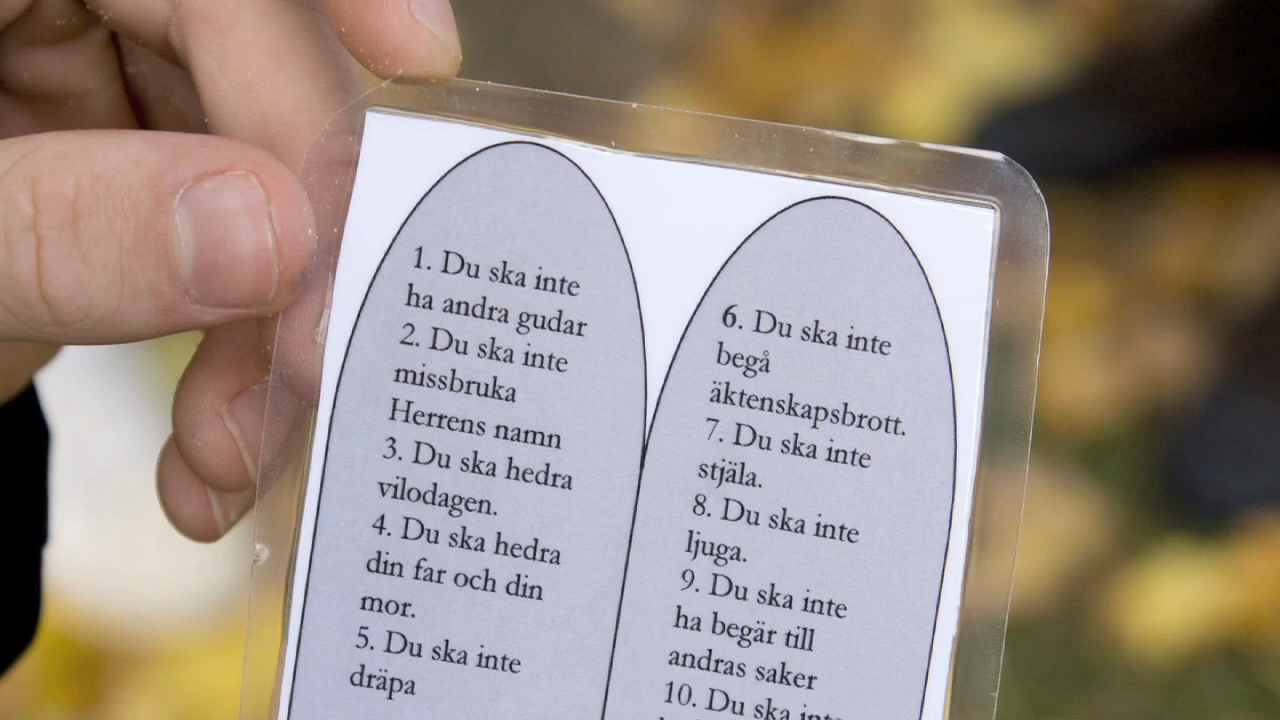 1. Du ska inte
ha andra gudar
2. Du ska inte
missbruka
Herrens namn
3. Du ska hedra
vilodagen.
4. Du ska hedra
din far och din
mor.
5. Du ska inte
dräpa
6. Du ska inte
begå
äktenskapsbrott.
7. Du ska inte
stjäla.
8. Du ska inte
ljuga.
9. Du ska inte
ha begär till
andras saker
10. Du ska inte